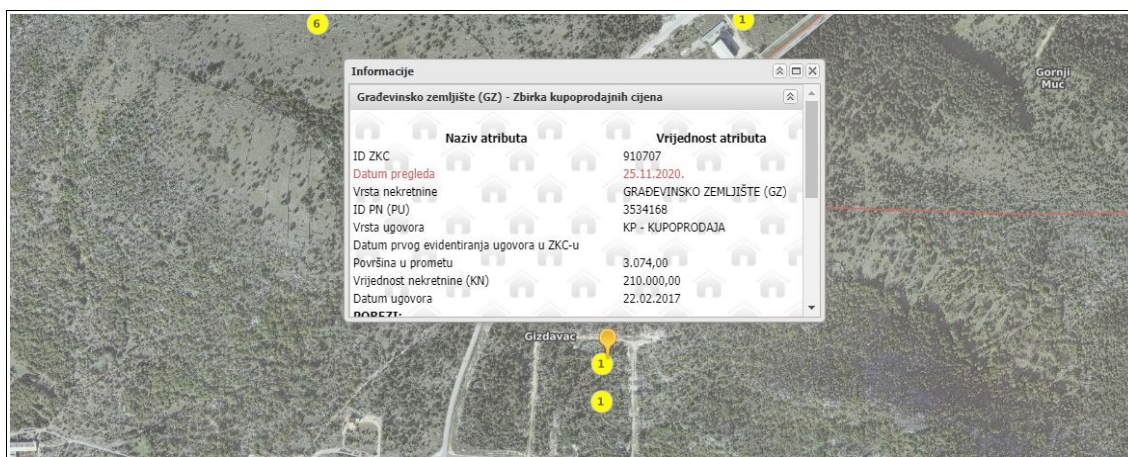 6
1
Informacije
Gornji
Muć
Građevinsko zemljište (GZ) - Zbirka kupoprodajnih cijena
Naziv atributa Vrijednost atributa
ID ZKC 910707
Datum pregleda 25.11.2020.
Vrsta nekretnine GRAĐEVINSKO ZEMLJIŠTE (GZ)
ID PN (PU) 3534168
Vrsta ugovora KP - KUPOPRODAJA
Datum prvog evidentiranja ugovora u ZKC-u
Površina u prometu 3.074,00
Vrijednost nekretnine (KN) 210.000,00
Datum ugovora 22.02.2017
POREZI:
Gizdavac
1
1